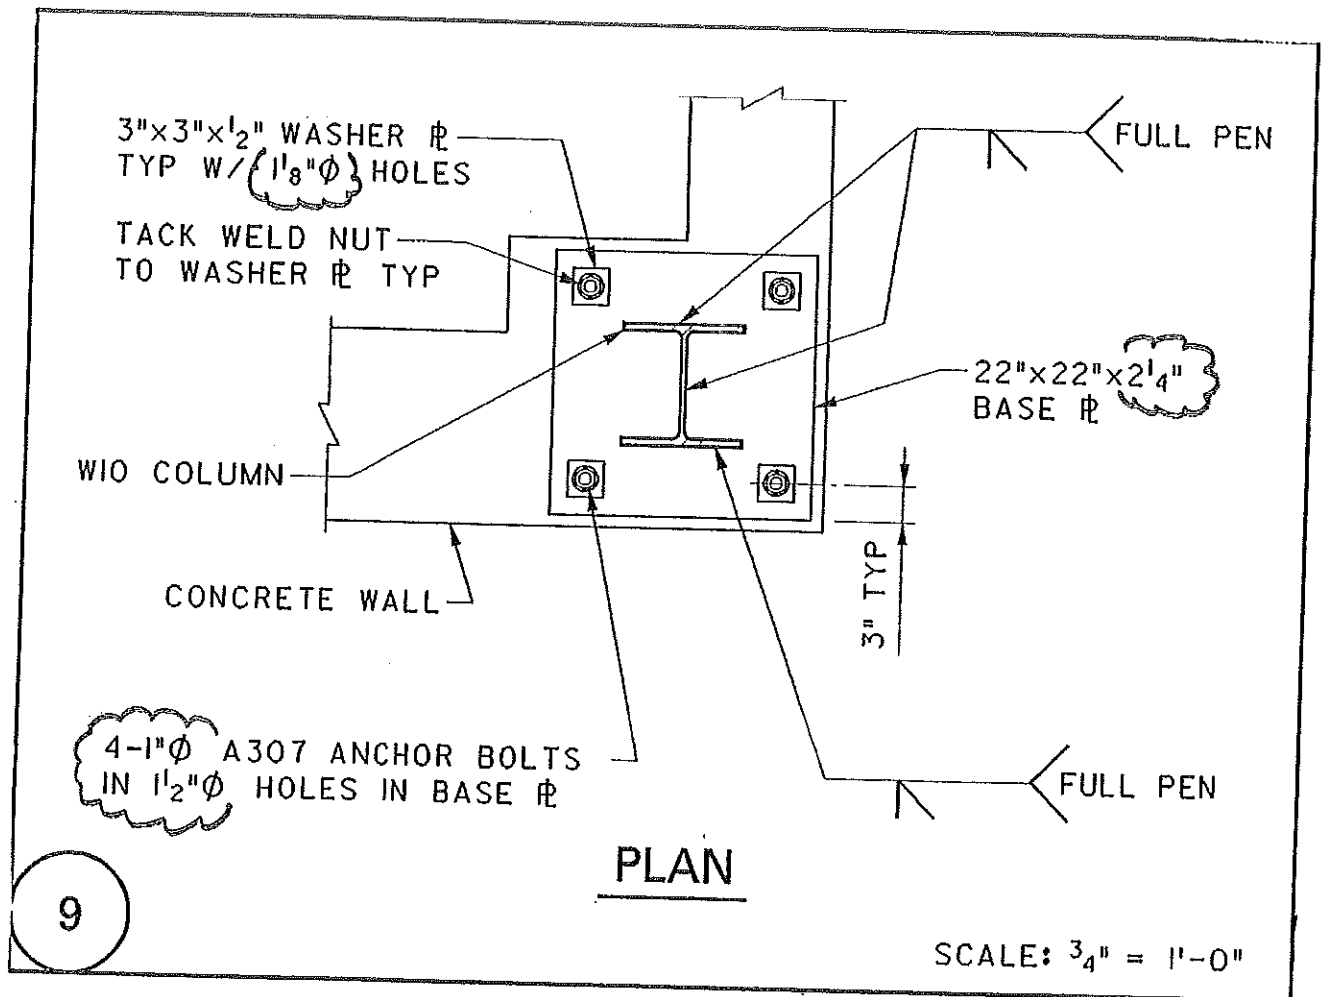 3"x3"x1/2" WASHER ⅊
TYP W/ 1 1/8"Ø HOLES
TACK WELD NUT
TO WASHER ⅊ TYP
FULL PEN
22"x22"x2 1/4"
BASE ⅊
W10 COLUMN
3" TYP
CONCRETE WALL
4-1"Ø A307 ANCHOR BOLTS
IN 1 1/2"Ø HOLES IN BASE ⅊
FULL PEN
PLAN
9
SCALE: 3/4" = 1'-0"